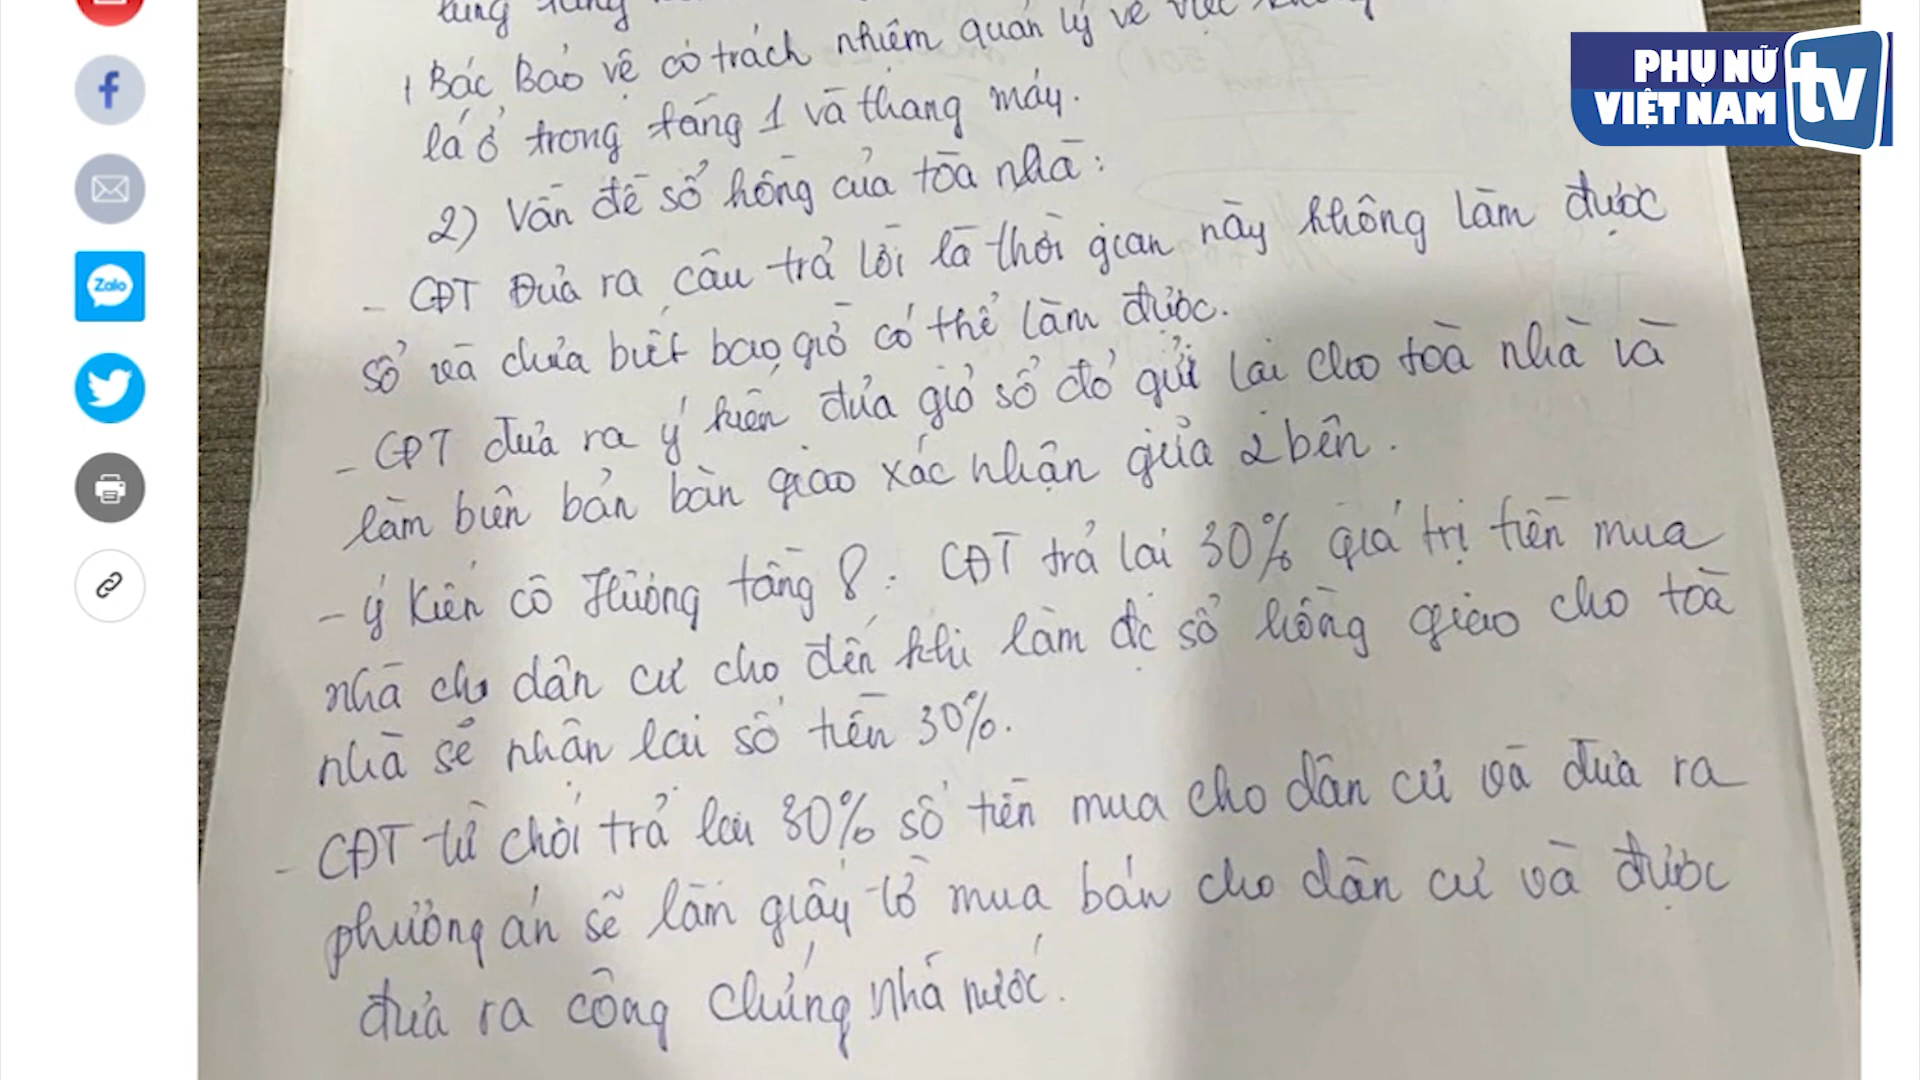 PHỤ NỮ
VIỆT NAM
tv
Zalo
Bác Bảo vệ có trách nhiệm quản lý về việc
lá ở trong tầng 1 và thang máy.
2) Vấn đề sổ hồng của tòa nhà:
- CĐT Đưa ra câu trả lời là thời gian này không làm được
sổ và chưa biết bao giờ có thể làm được.
- CĐT đưa ra ý kiến đưa giỏ sổ đỏ gửi lại cho toà nhà và
làm biên bản bàn giao xác nhận giữa 2 bên.
- ý kiến cô Hương tầng 8: CĐT trả lại 30% giá trị tiền mua
nhà cho dân cư cho đến khi làm đc sổ hồng giao cho toà
nhà sẽ nhận lại số tiền 30%.
- CĐT từ chối trả lại 30% số tiền mua cho dân cư và đưa ra
phương án sẽ làm giấy tờ mua bán cho dân cư và được
đưa ra công chứng nhà nước.